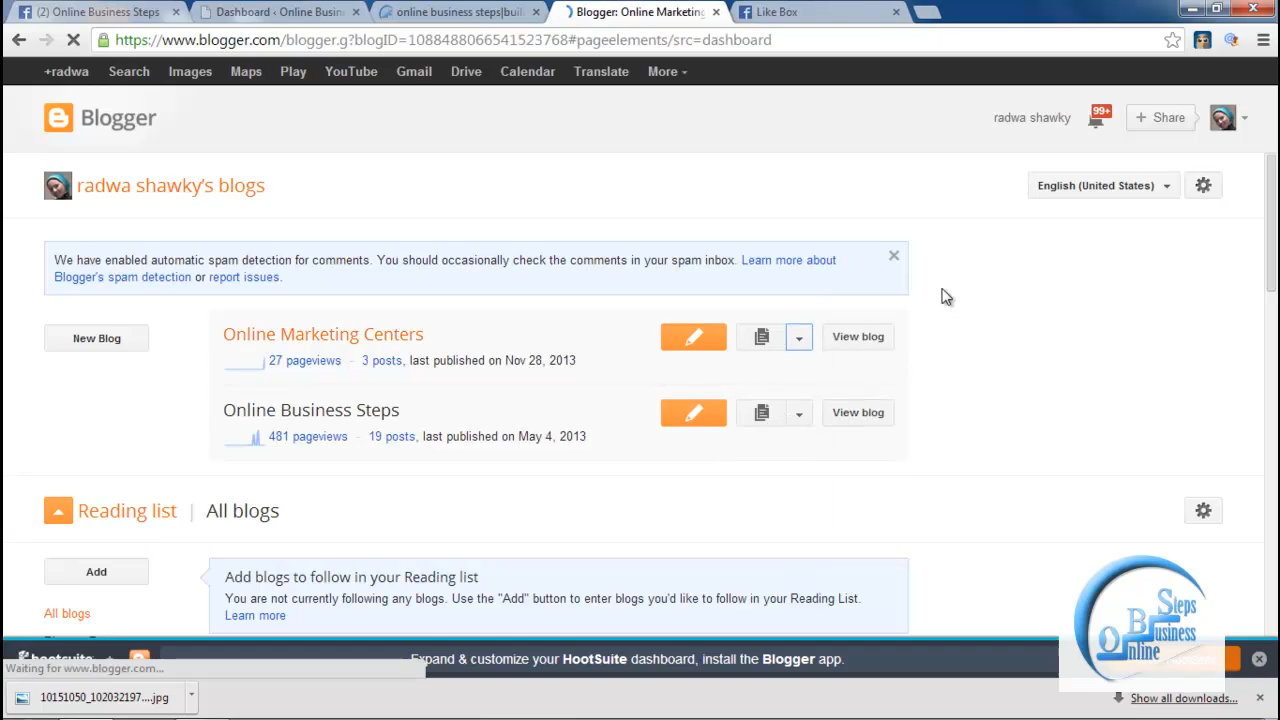 Online Business Steps
Dashboard ‹ Online Busin
online business steps|buil
Blogger: Online Marketing
Like Box
https://www.blogger.com/blogger.g?blogID=1088488066541523768#pageelements/src=dashboard
+radwa Search Images Maps Play YouTube Gmail Drive Calendar Translate More
Blogger
radwa shawky
99+
+ Share
radwa shawky's blogs
English (United States)
We have enabled automatic spam detection for comments. You should occasionally check the comments in your spam inbox. Learn more about
Blogger's spam detection or report issues.
New Blog
Online Marketing Centers
View blog
27 pageviews - 3 posts, last published on Nov 28, 2013
Online Business Steps
View blog
481 pageviews - 19 posts, last published on May 4, 2013
Reading list | All blogs
Add
Add blogs to follow in your Reading list
You are not currently following any blogs. Use the "Add" button to enter blogs you'd like to follow in your Reading List.
Learn more
All blogs
Steps
Business
Online
Expand & customize your HootSuite dashboard, install the Blogger app.
Waiting for www.blogger.com...
10151050_102032197....jpg
Show all downloads...